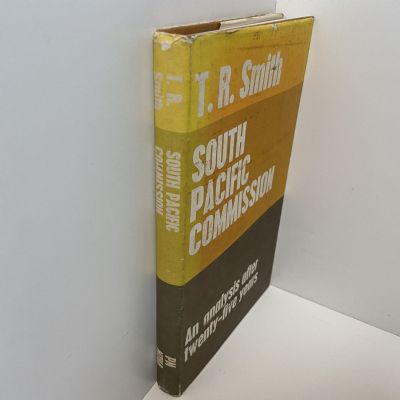 T. R. Smith
SOUTH
PACIFIC
COMMISSION
An analysis after
twenty-five years
T. R.
Smith
SOUTH PACIFIC
COMMISSION